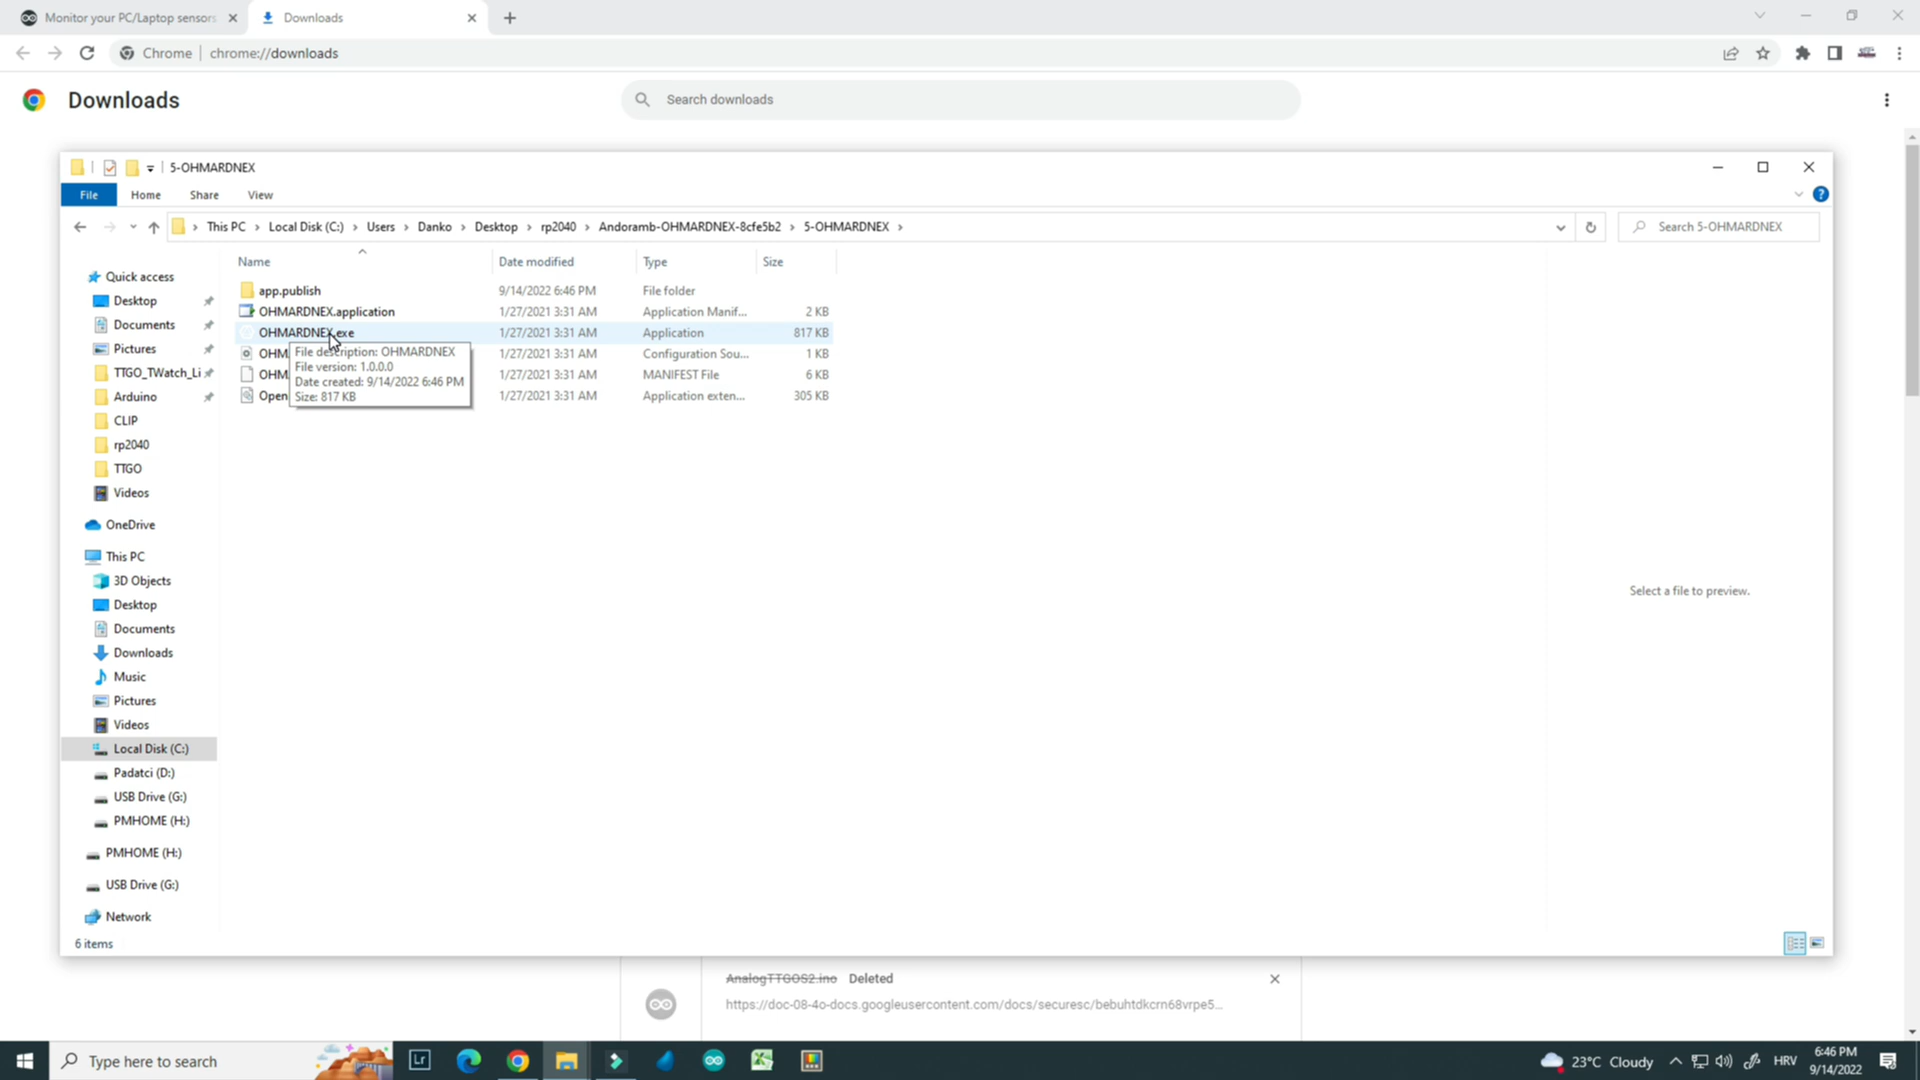 Monitor your PC/Laptop sensors
Downloads
Chrome
chrome://downloads
Downloads
Search downloads
5-OHMARDNEX
File
Home
Share
View
This PC
Local Disk (C:)
Users
Danko
Desktop
rp2040
Andoramb-OHMARDNEX-8cfe5b2
5-OHMARDNEX
Search 5-OHMARDNEX
Name
Date modified
Type
Size
app.publish
9/14/2022 6:46 PM
File folder
OHMARDNEX.application
1/27/2021 3:31 AM
Application Manif...
2 KB
OHMARDNEX.exe
1/27/2021 3:31 AM
Application
817 KB
OHM
1/27/2021 3:31 AM
Configuration Sou...
1 KB
OHM
1/27/2021 3:31 AM
MANIFEST File
6 KB
Open
1/27/2021 3:31 AM
Application exten...
305 KB
File description: OHMARDNEX
File version: 1.0.0.0
Date created: 9/14/2022 6:46 PM
Size: 817 KB
Quick access
Desktop
Documents
Pictures
TTGO_TWatch_Li
Arduino
CLIP
rp2040
TTGO
Videos
OneDrive
This PC
3D Objects
Desktop
Documents
Downloads
Music
Pictures
Videos
Local Disk (C:)
Padatci (D:)
USB Drive (G:)
PMHOME (H:)
PMHOME (H:)
USB Drive (G:)
Network
Select a file to preview.
6 items
AnalogTTGOS2.ino Deleted
https://doc-08-4o-docs.googleusercontent.com/docs/securesc/bebuhtdkcrn68vrpe5...
Type here to search
Lr
23°C Cloudy
HRV
6:46 PM
9/14/2022